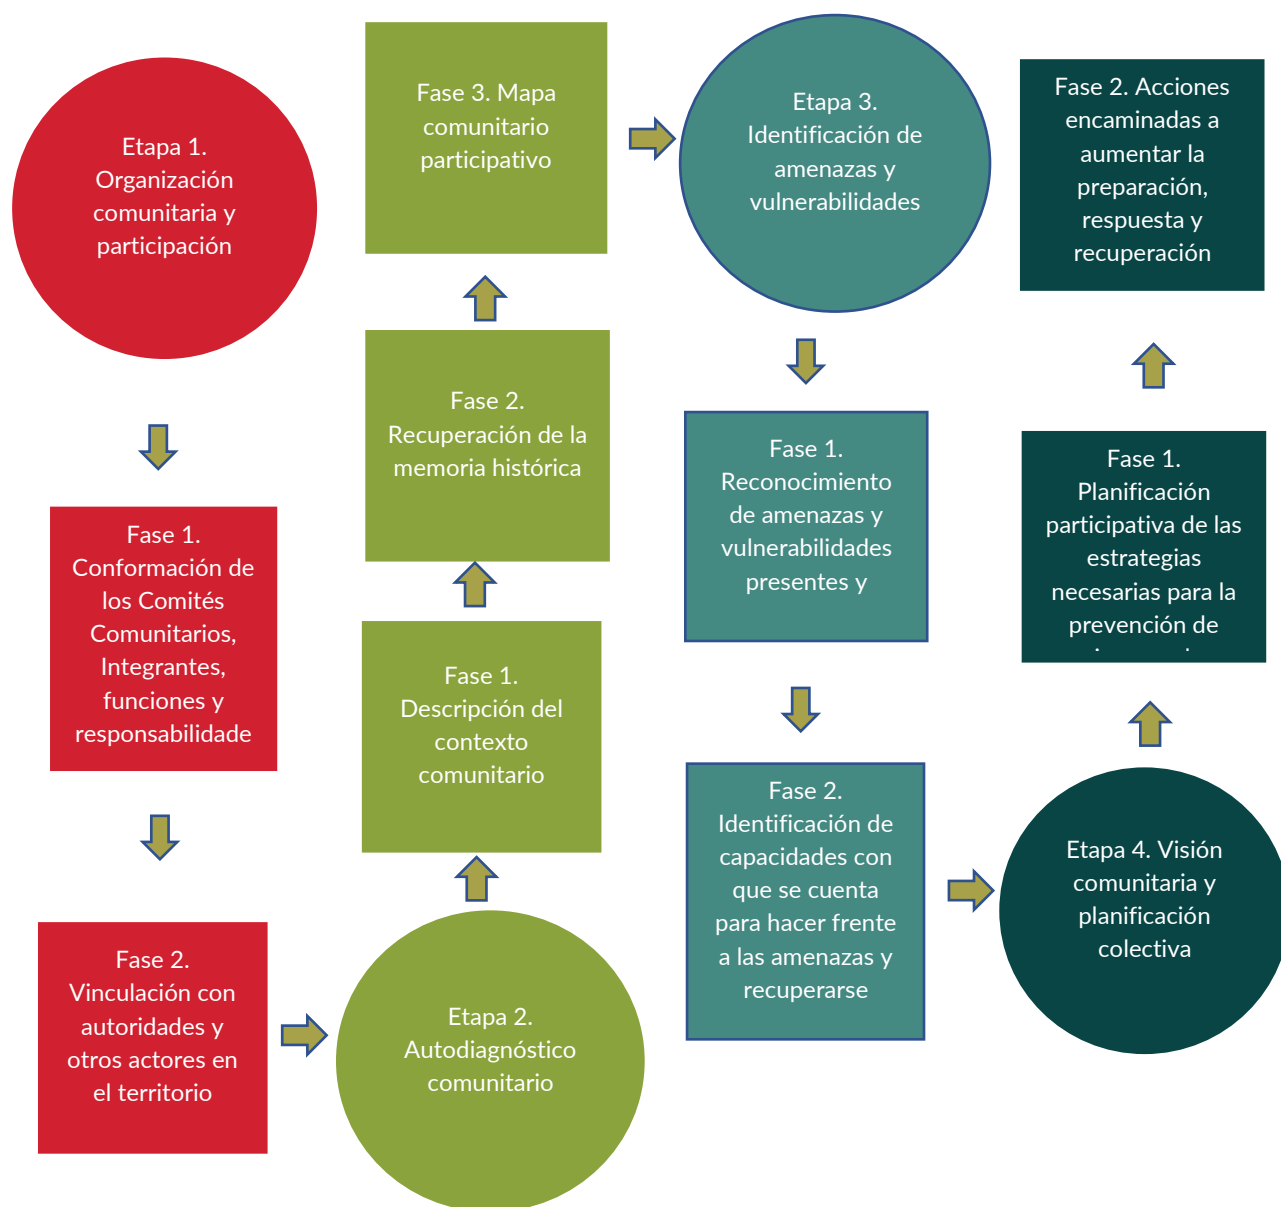 Etapa 1.
Organización
comunitaria y
participación
Fase 1.
Conformación de
los Comités
Comunitarios,
Integrantes,
funciones y
responsabilidade
Fase 2.
Vinculación con
autoridades y
otros actores en
el territorio
Etapa 2.
Autodiagnóstico
comunitario
Fase 1.
Descripción del
contexto
comunitario
Fase 2.
Recuperación de la
memoria histórica
Fase 3. Mapa
comunitario
participativo
Etapa 3.
Identificación de
amenazas y
vulnerabilidades
Fase 1.
Reconocimiento
de amenazas y
vulnerabilidades
presentes y
Fase 2.
Identificación de
capacidades con
que se cuenta
para hacer frente
a las amenazas y
recuperarse
Etapa 4. Visión
comunitaria y
planificación
colectiva
Fase 1.
Planificación
participativa de las
estrategias
necesarias para la
prevención de
Fase 2. Acciones
encaminadas a
aumentar la
preparación,
respuesta y
recuperación